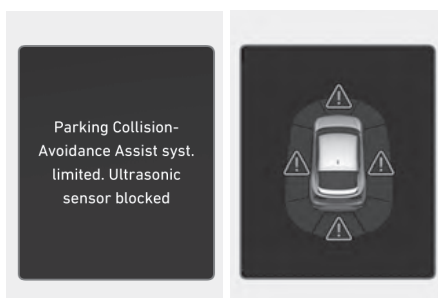 Parking Collision-
Avoidance Assist syst.
limited. Ultrasonic
sensor blocked